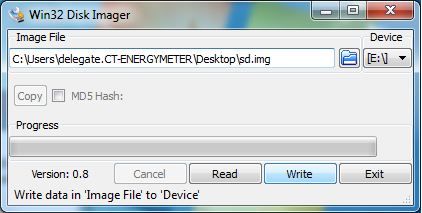 Win32 Disk Imager
Image File
Device
C:\Users\delegate.CT-ENERGYMETER\Desktop\sd.img
[E:\]
Copy
MD5 Hash:
Progress
Version: 0.8
Cancel
Read
Write
Exit
Write data in 'Image File' to 'Device'